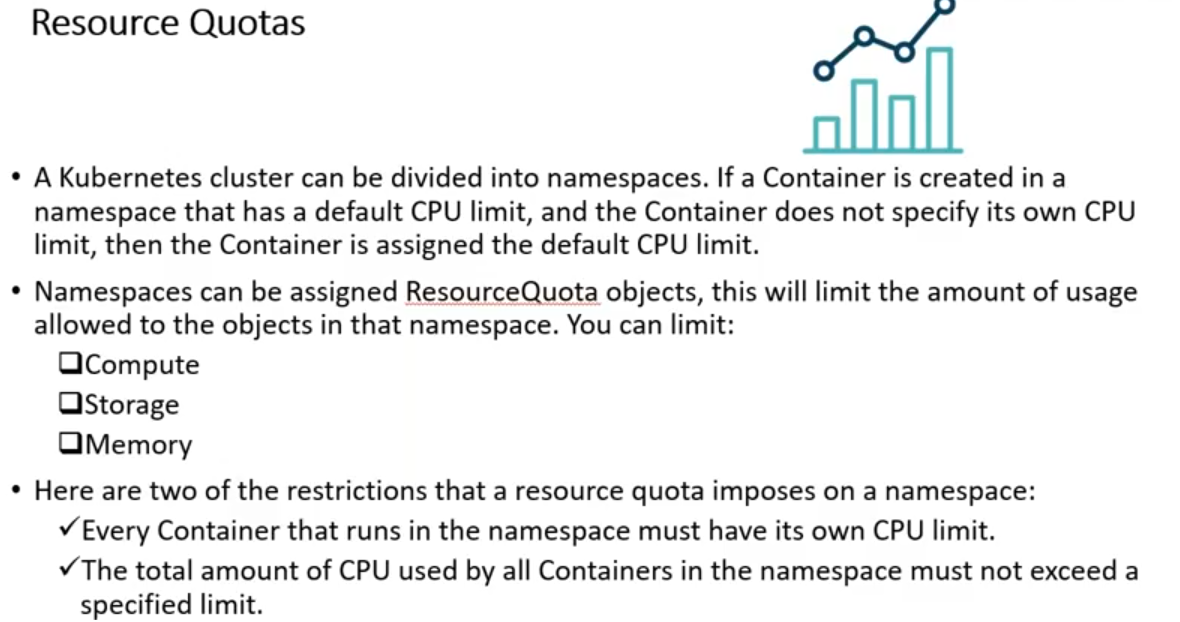 Resource Quotas
• A Kubernetes cluster can be divided into namespaces. If a Container is created in a
namespace that has a default CPU limit, and the Container does not specify its own CPU
limit, then the Container is assigned the default CPU limit.
• Namespaces can be assigned ResourceQuota objects, this will limit the amount of usage
allowed to the objects in that namespace. You can limit:
❑Compute
❑Storage
❑Memory
• Here are two of the restrictions that a resource quota imposes on a namespace:
✓Every Container that runs in the namespace must have its own CPU limit.
✓The total amount of CPU used by all Containers in the namespace must not exceed a
specified limit.